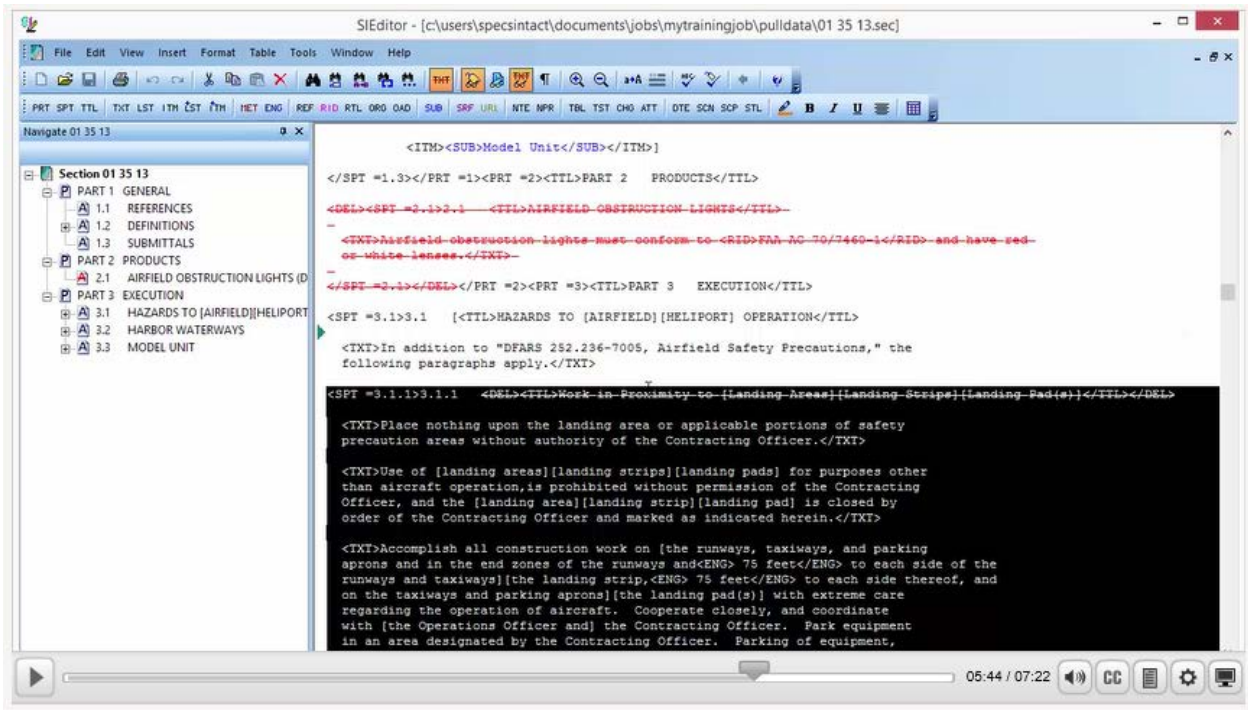 SIEditor - [c:\users\specsintact\documents\jobs\mytrainingjob\pulldata\01 35 13.sec]
File Edit View Insert Format Table Tools Window Help
THT
PRT SPT TTL TXT LST ITM LST ITM MET ENG REF RID RTL ORG OAD SUB SRF URL NTE NPR TBL TST CHG ATT DTE SCN SCP STL B I U
Navigate 01 35 13
Section 01 35 13
PART 1 GENERAL
1.1 REFERENCES
1.2 DEFINITIONS
1.3 SUBMITTALS
PART 2 PRODUCTS
2.1 AIRFIELD OBSTRUCTION LIGHTS (D
PART 3 EXECUTION
3.1 HAZARDS TO [AIRFIELD][HELIPORT
3.2 HARBOR WATERWAYS
3.3 MODEL UNIT
<ITM><SUB>Model Unit</SUB></ITM>]
</SPT =1.3></PRT =1><PRT =2><TTL>PART 2 PRODUCTS</TTL>
<DEL><SPT =2.1>2.1 <TTL>AIRFIELD OBSTRUCTION LIGHTS</TTL>
<TXT>Airfield obstruction lights must conform to <RID>FAA AC 70/7460-1</RID> and have red
or white lenses.</TXT>
</SPT =2.1></DEL></PRT =2><PRT =3><TTL>PART 3 EXECUTION</TTL>
<SPT =3.1>3.1 [<TTL>HAZARDS TO [AIRFIELD][HELIPORT] OPERATION</TTL>
<TXT>In addition to "DFARS 252.236-7005, Airfield Safety Precautions," the
following paragraphs apply.</TXT>
<SPT =3.1.1>3.1.1 <DEL><TTL>Work in Proximity to [Landing Areas][Landing Strips][Landing Pad(s)]</TTL></DEL>
<TXT>Place nothing upon the landing area or applicable portions of safety
precaution areas without authority of the Contracting Officer.</TXT>
<TXT>Use of [landing areas][landing strips][landing pads] for purposes other
than aircraft operation,is prohibited without permission of the Contracting
Officer, and the [landing area][landing strip][landing pad] is closed by
order of the Contracting Officer and marked as indicated herein.</TXT>
<TXT>Accomplish all construction work on [the runways, taxiways, and parking
aprons and in the end zones of the runways and<ENG> 75 feet</ENG> to each side of the
runways and taxiways][the landing strip,<ENG> 75 feet</ENG> to each side thereof, and
on the taxiways and parking aprons][the landing pad(s)] with extreme care
regarding the operation of aircraft. Cooperate closely, and coordinate
with [the Operations Officer and] the Contracting Officer. Park equipment
in an area designated by the Contracting Officer. Parking of equipment,
05:44 / 07:22 CC